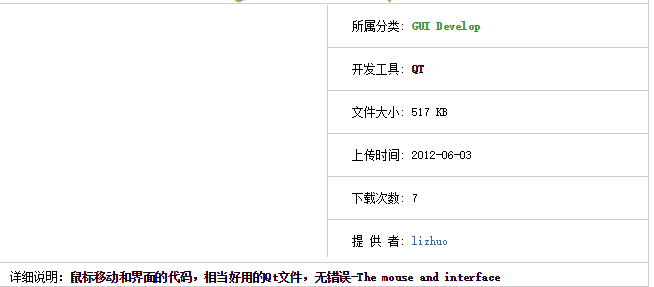 所属分类: GUI Develop
开发工具: QT
文件大小: 517 KB
上传时间: 2012-06-03
下载次数: 7
提 供 者: lizhuo
详细说明：鼠标移动和界面的代码，相当好用的Qt文件，无错误-The mouse and interface